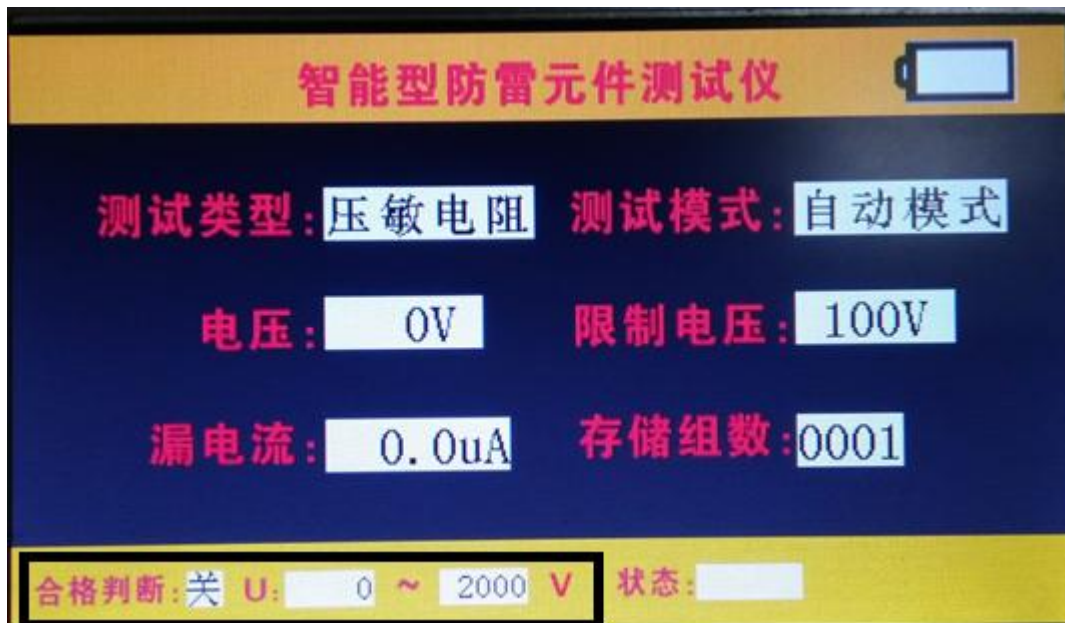 智能型防雷元件测试仪
测试类型:压敏电阻 测试模式:自动模式
电压: 0V 限制电压: 100V
漏电流: 0.0uA 存储组数:0001
合格判断:关 U: 0 ~ 2000 V 状态: